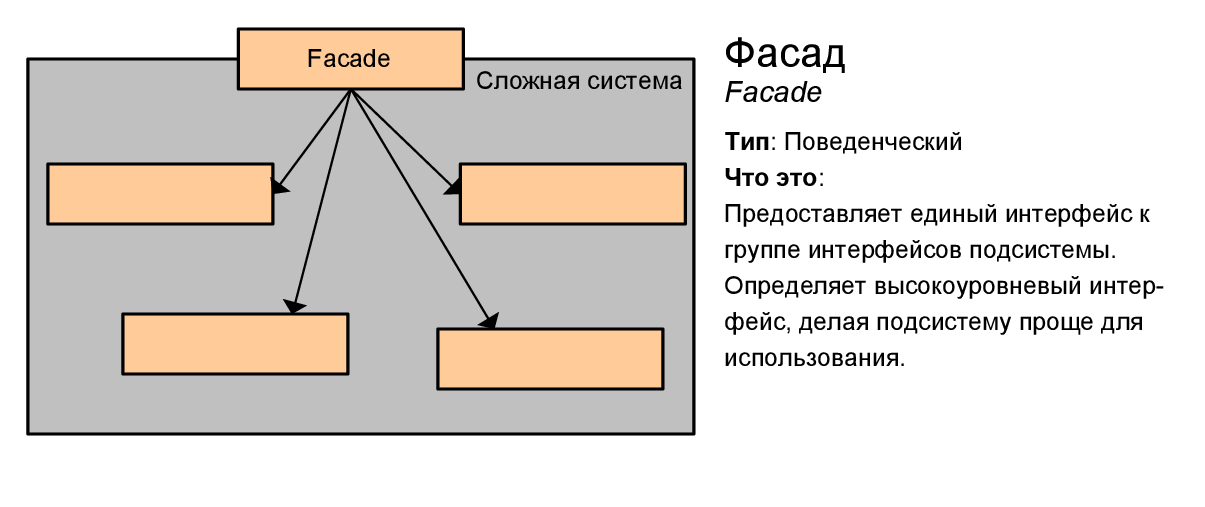 Facade
Сложная система
Фасад
Facade
Тип: Поведенческий
Что это:
Предоставляет единый интерфейс к
группе интерфейсов подсистемы.
Определяет высокоуровневый интер-
фейс, делая подсистему проще для
использования.